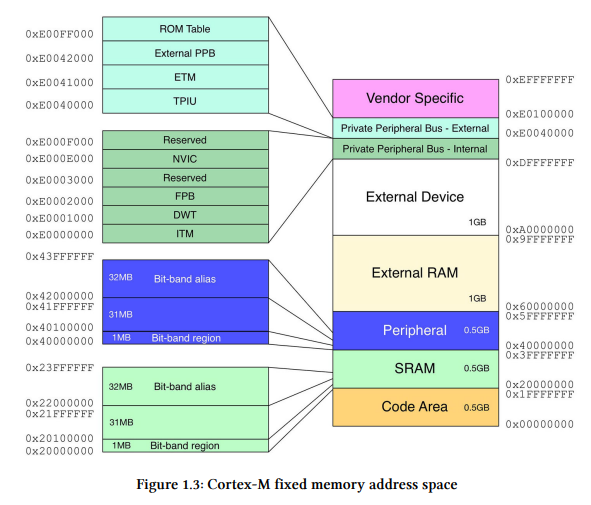 0xE00FF000
ROM Table
0xE0042000
External PPB
0xE0041000
ETM
0xE0040000
TPIU
0xE000F000
Reserved
0xE000E000
NVIC
0xE0003000
Reserved
0xE0002000
FPB
0xE0001000
DWT
0xE0000000
ITM
0x43FFFFFF
32MB Bit-band alias
0x42000000
0x41FFFFFF
31MB
0x40100000
0x40000000
1MB Bit-band region
0x23FFFFFF
32MB Bit-band alias
0x22000000
0x21FFFFFF
31MB
0x20100000
0x20000000
1MB Bit-band region
0xEFFFFFFF
Vendor Specific
0xE0100000
Private Peripheral Bus - External
0xE0040000
Private Peripheral Bus - Internal
0xDFFFFFFF
External Device
1GB
0xA0000000
0x9FFFFFFF
External RAM
1GB
0x60000000
0x5FFFFFFF
Peripheral 0.5GB
0x40000000
0x3FFFFFFF
SRAM 0.5GB
0x20000000
0x1FFFFFFF
Code Area 0.5GB
0x00000000
Figure 1.3: Cortex-M fixed memory address space